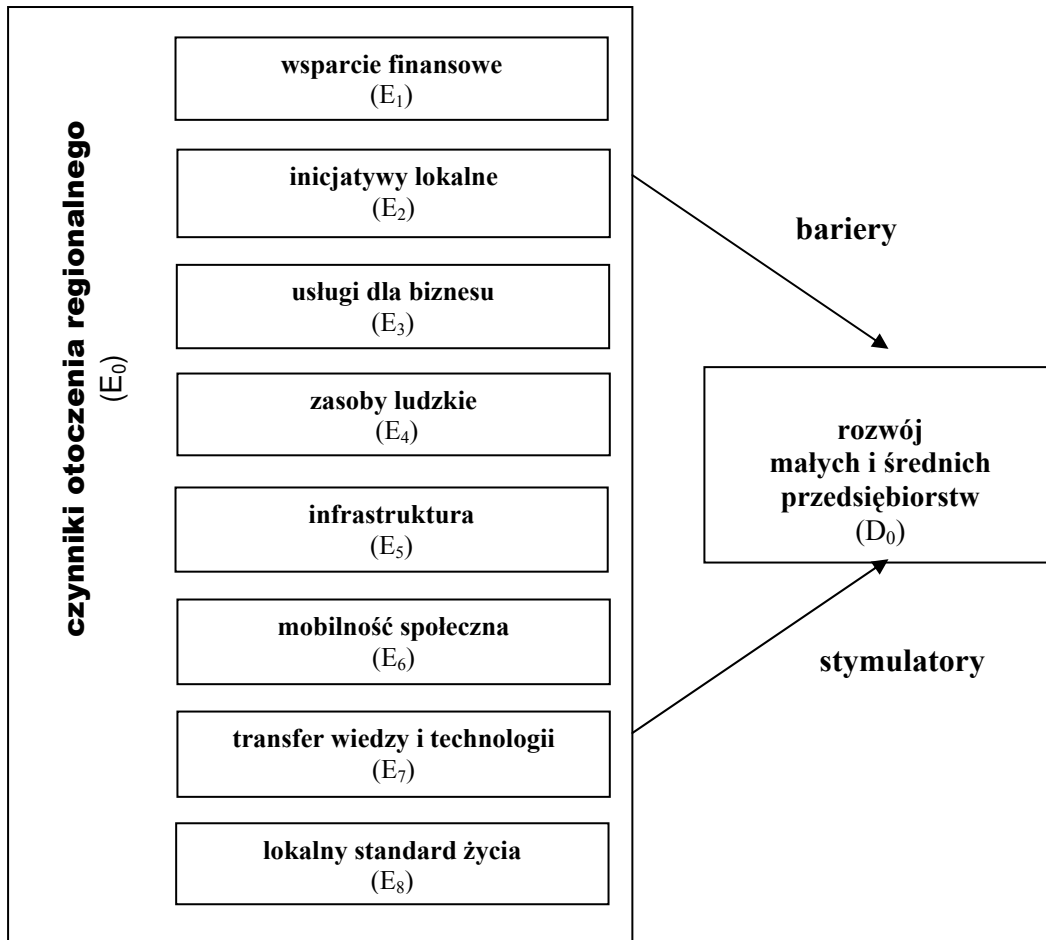 czynniki otoczenia regionalnego
(E₀)
wsparcie finansowe
(E₁)
inicjatywy lokalne
(E₂)
usługi dla biznesu
(E₃)
zasoby ludzkie
(E₄)
infrastruktura
(E₅)
mobilność społeczna
(E₆)
transfer wiedzy i technologii
(E₇)
lokalny standard życia
(E₈)
bariery
rozwój
małych i średnich
przedsiębiorstw
(D₀)
stymulatory